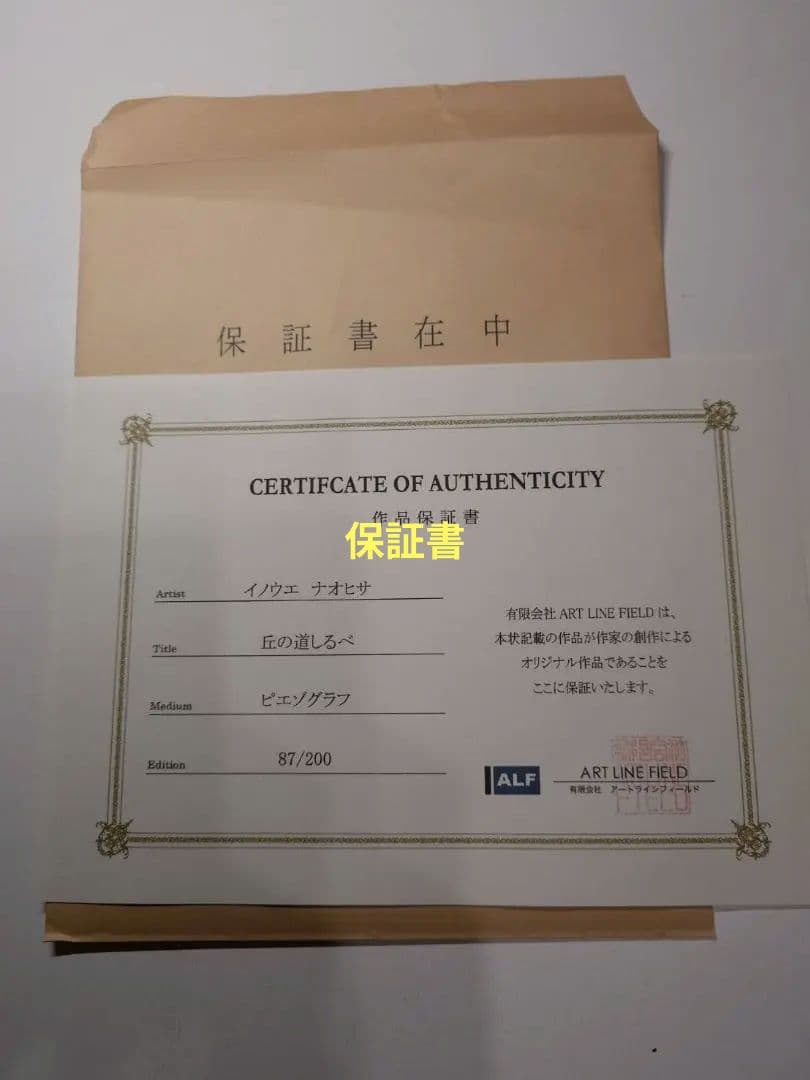 保証書在中
CERTIFCATE OF AUTHENTICITY
作品保証書
保証書
Artist イノウエ ナオヒサ
Title 丘の道しるべ
Medium ピエゾグラフ
Edition 87/200
有限会社 ART LINE FIELD は、
本状記載の作品が作家の創作による
オリジナル作品であることを
ここに保証いたします。
ALF
ART LINE FIELD
有限会社 アートラインフィールド